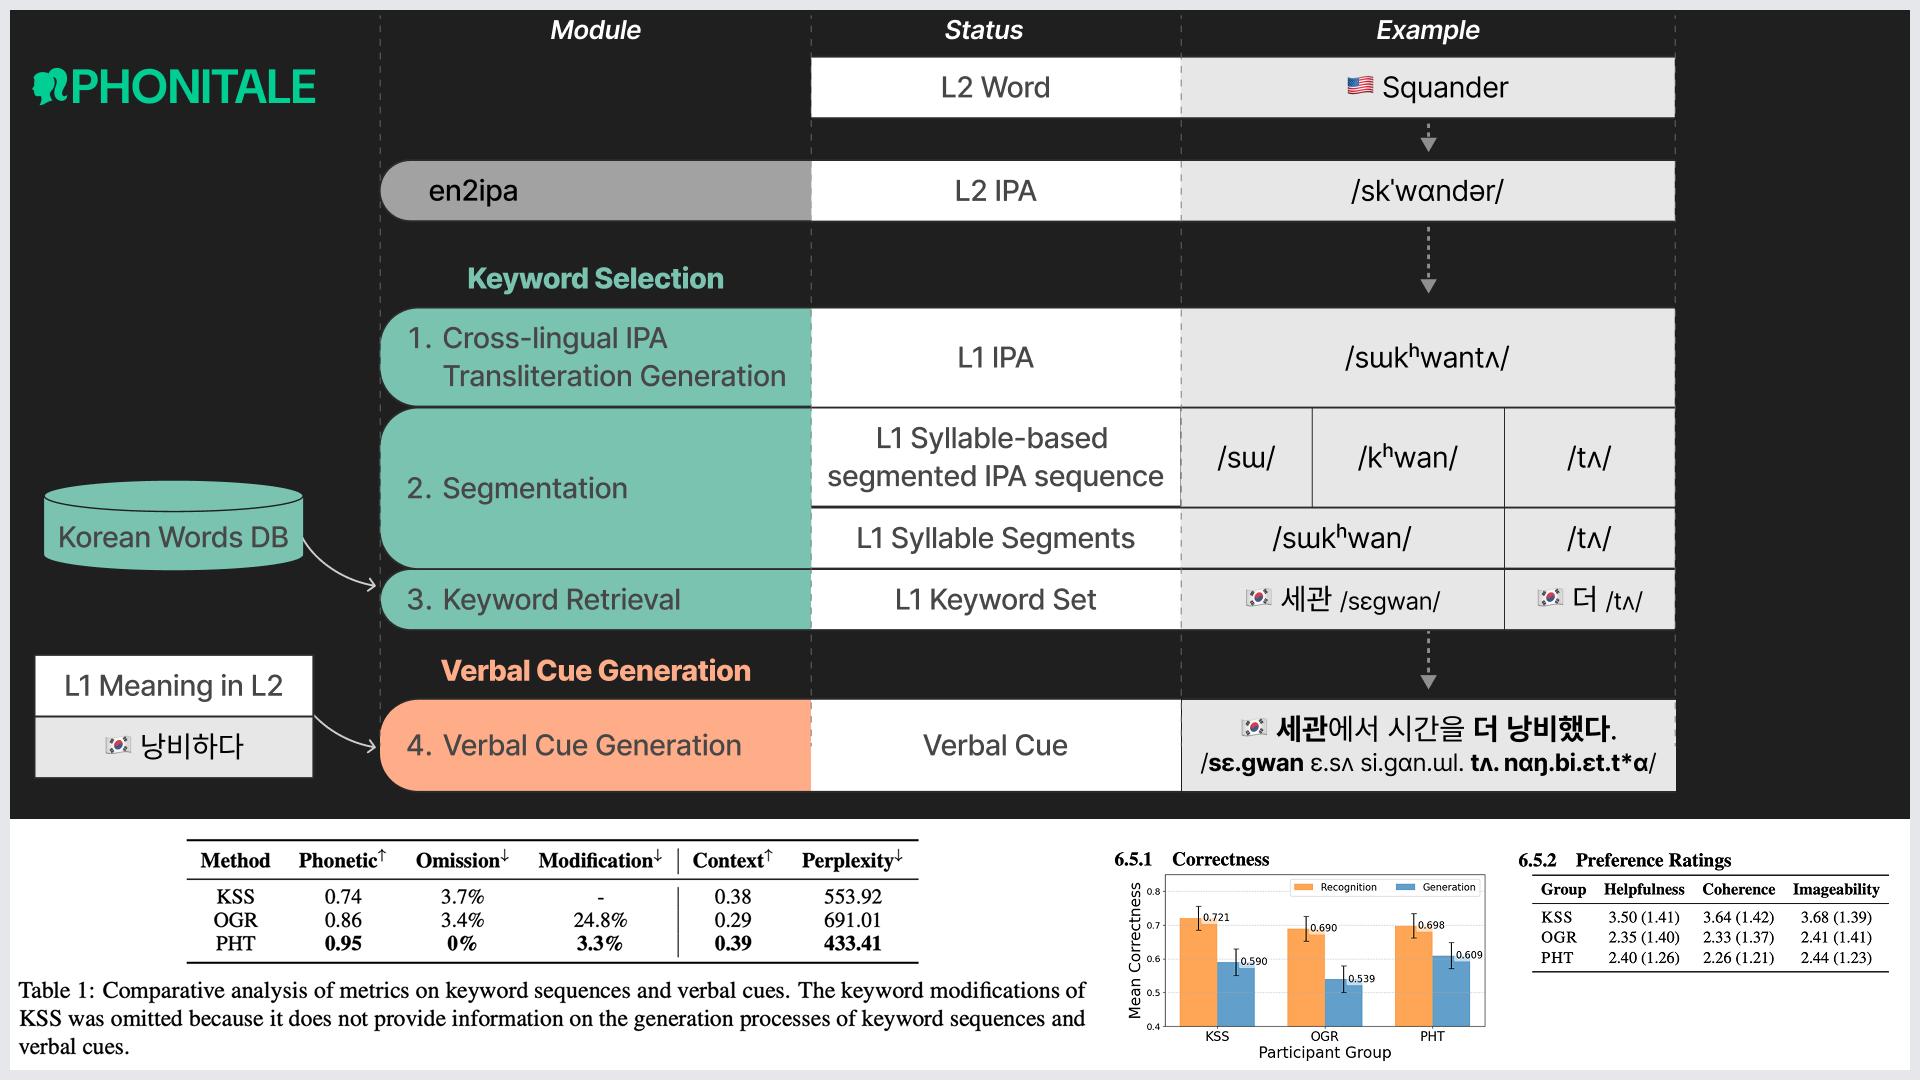 Module Status Example
PHONITALE
L2 Word 🇺🇸 Squander
en2ipa L2 IPA /skˈwɑndər/
Keyword Selection
1. Cross-lingual IPA
Transliteration Generation
L1 IPA /sɯkʰwantʌ/
2. Segmentation
L1 Syllable-based
segmented IPA sequence
/sɯ/ /kʰwan/ /tʌ/
L1 Syllable Segments /sɯkʰwan/ /tʌ/
Korean Words DB
3. Keyword Retrieval L1 Keyword Set 🇰🇷 세관 /sɛgwan/ 🇰🇷 더 /tʌ/
Verbal Cue Generation
L1 Meaning in L2
🇰🇷 낭비하다
4. Verbal Cue Generation Verbal Cue
🇰🇷 세관에서 시간을 더 낭비했다.
/sɛ.gwan ɛ.sʌ si.gɑn.ɯl. tʌ. nɑŋ.bi.ɛt.t*ɑ/
Method Phonetic↑ Omission↓ Modification↓ Context↑ Perplexity↓
KSS 0.74 3.7% - 0.38 553.92
OGR 0.86 3.4% 24.8% 0.29 691.01
PHT 0.95 0% 3.3% 0.39 433.41
Table 1: Comparative analysis of metrics on keyword sequences and verbal cues. The keyword modifications of
KSS was omitted because it does not provide information on the generation processes of keyword sequences and
verbal cues.
6.5.1 Correctness
Recognition Generation
Mean Correctness
0.8
0.7
0.6
0.5
0.4
0.721
0.590
0.690
0.539
0.698
0.609
KSS OGR PHT
Participant Group
6.5.2 Preference Ratings
Group Helpfulness Coherence Imageability
KSS 3.50 (1.41) 3.64 (1.42) 3.68 (1.39)
OGR 2.35 (1.40) 2.33 (1.37) 2.41 (1.41)
PHT 2.40 (1.26) 2.26 (1.21) 2.44 (1.23)